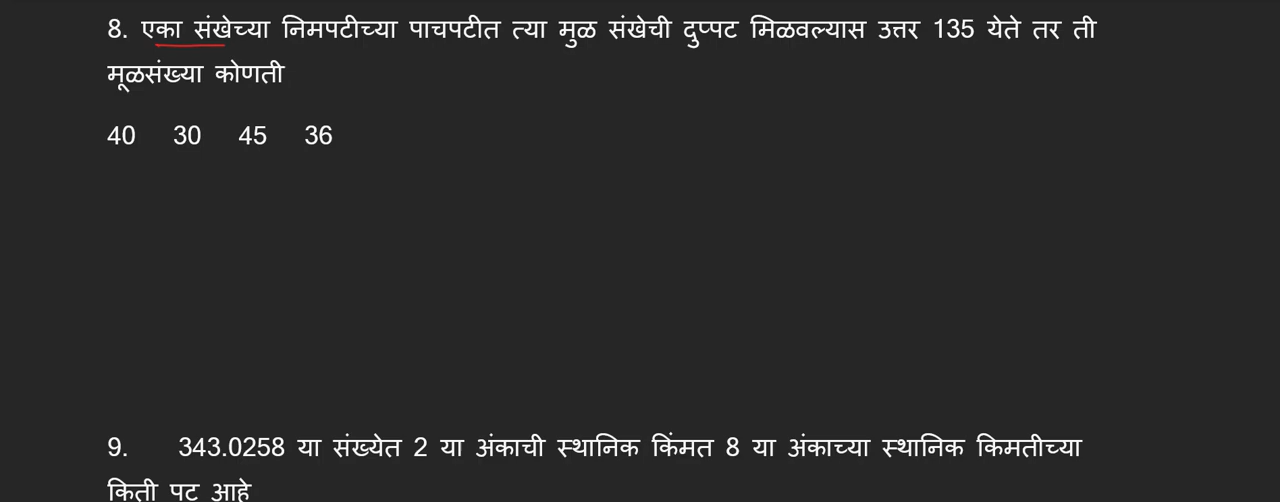 8. एका संखेच्या निमपटीच्या पाचपटीत त्या मुळ संखेची दुप्पट मिळवल्यास उत्तर 135 येते तर ती
मूळसंख्या कोणती
40 30 45 36
9. 343.0258 या संख्येत 2 या अंकाची स्थानिक किंमत 8 या अंकाच्या स्थानिक किमतीच्या
किती पट आहे